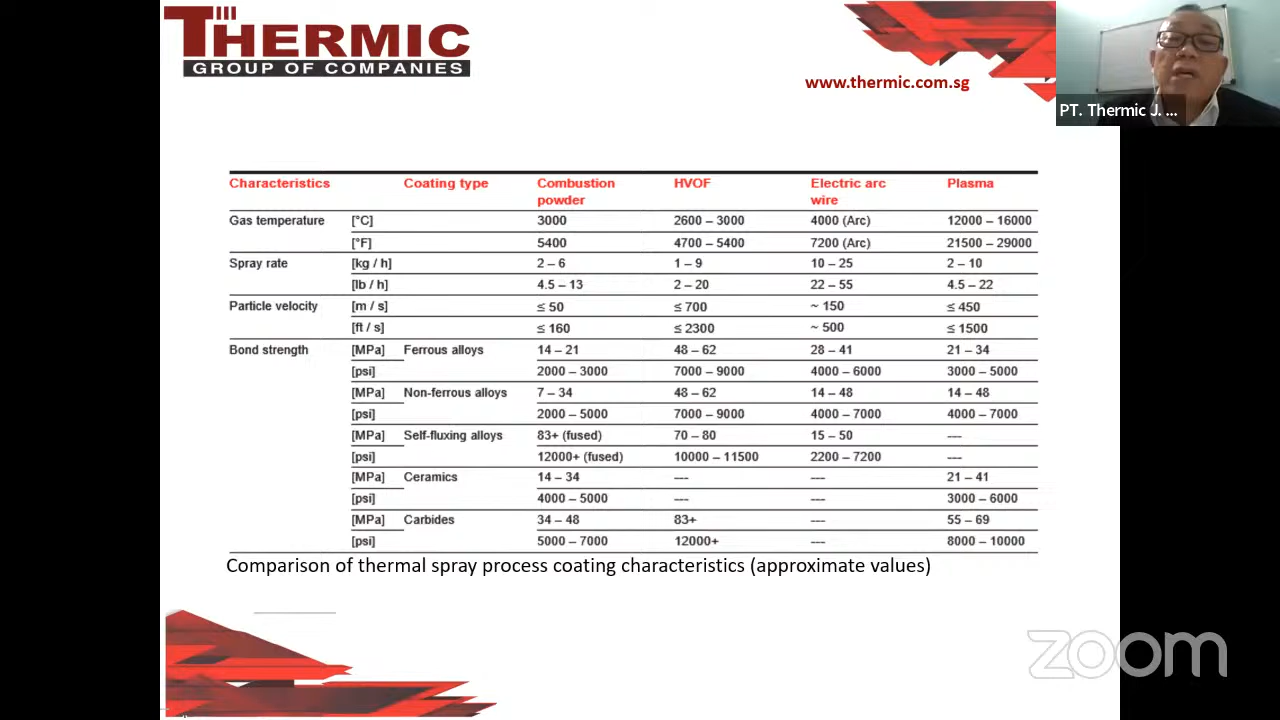 THERMIC
GROUP OF COMPANIES
www.thermic.com.sg
PT. Thermic J. ...
Characteristics Coating type Combustion powder HVOF Electric arc wire Plasma
Gas temperature [°C] 3000 2600 – 3000 4000 (Arc) 12000 – 16000
[°F] 5400 4700 – 5400 7200 (Arc) 21500 – 29000
Spray rate [kg / h] 2 – 6 1 – 9 10 – 25 2 – 10
[lb / h] 4.5 – 13 2 – 20 22 – 55 4.5 – 22
Particle velocity [m / s] ≤ 50 ≤ 700 ~ 150 ≤ 450
[ft / s] ≤ 160 ≤ 2300 ~ 500 ≤ 1500
Bond strength [MPa] Ferrous alloys 14 – 21 48 – 62 28 – 41 21 – 34
[psi] 2000 – 3000 7000 – 9000 4000 – 6000 3000 – 5000
[MPa] Non-ferrous alloys 7 – 34 48 – 62 14 – 48 14 – 48
[psi] 2000 – 5000 7000 – 9000 4000 – 7000 4000 – 7000
[MPa] Self-fluxing alloys 83+ (fused) 70 – 80 15 – 50 ---
[psi] 12000+ (fused) 10000 – 11500 2200 – 7200 ---
[MPa] Ceramics 14 – 34 --- --- 21 – 41
[psi] 4000 – 5000 --- --- 3000 – 6000
[MPa] Carbides 34 – 48 83+ --- 55 – 69
[psi] 5000 – 7000 12000+ --- 8000 – 10000
Comparison of thermal spray process coating characteristics (approximate values)
zoom